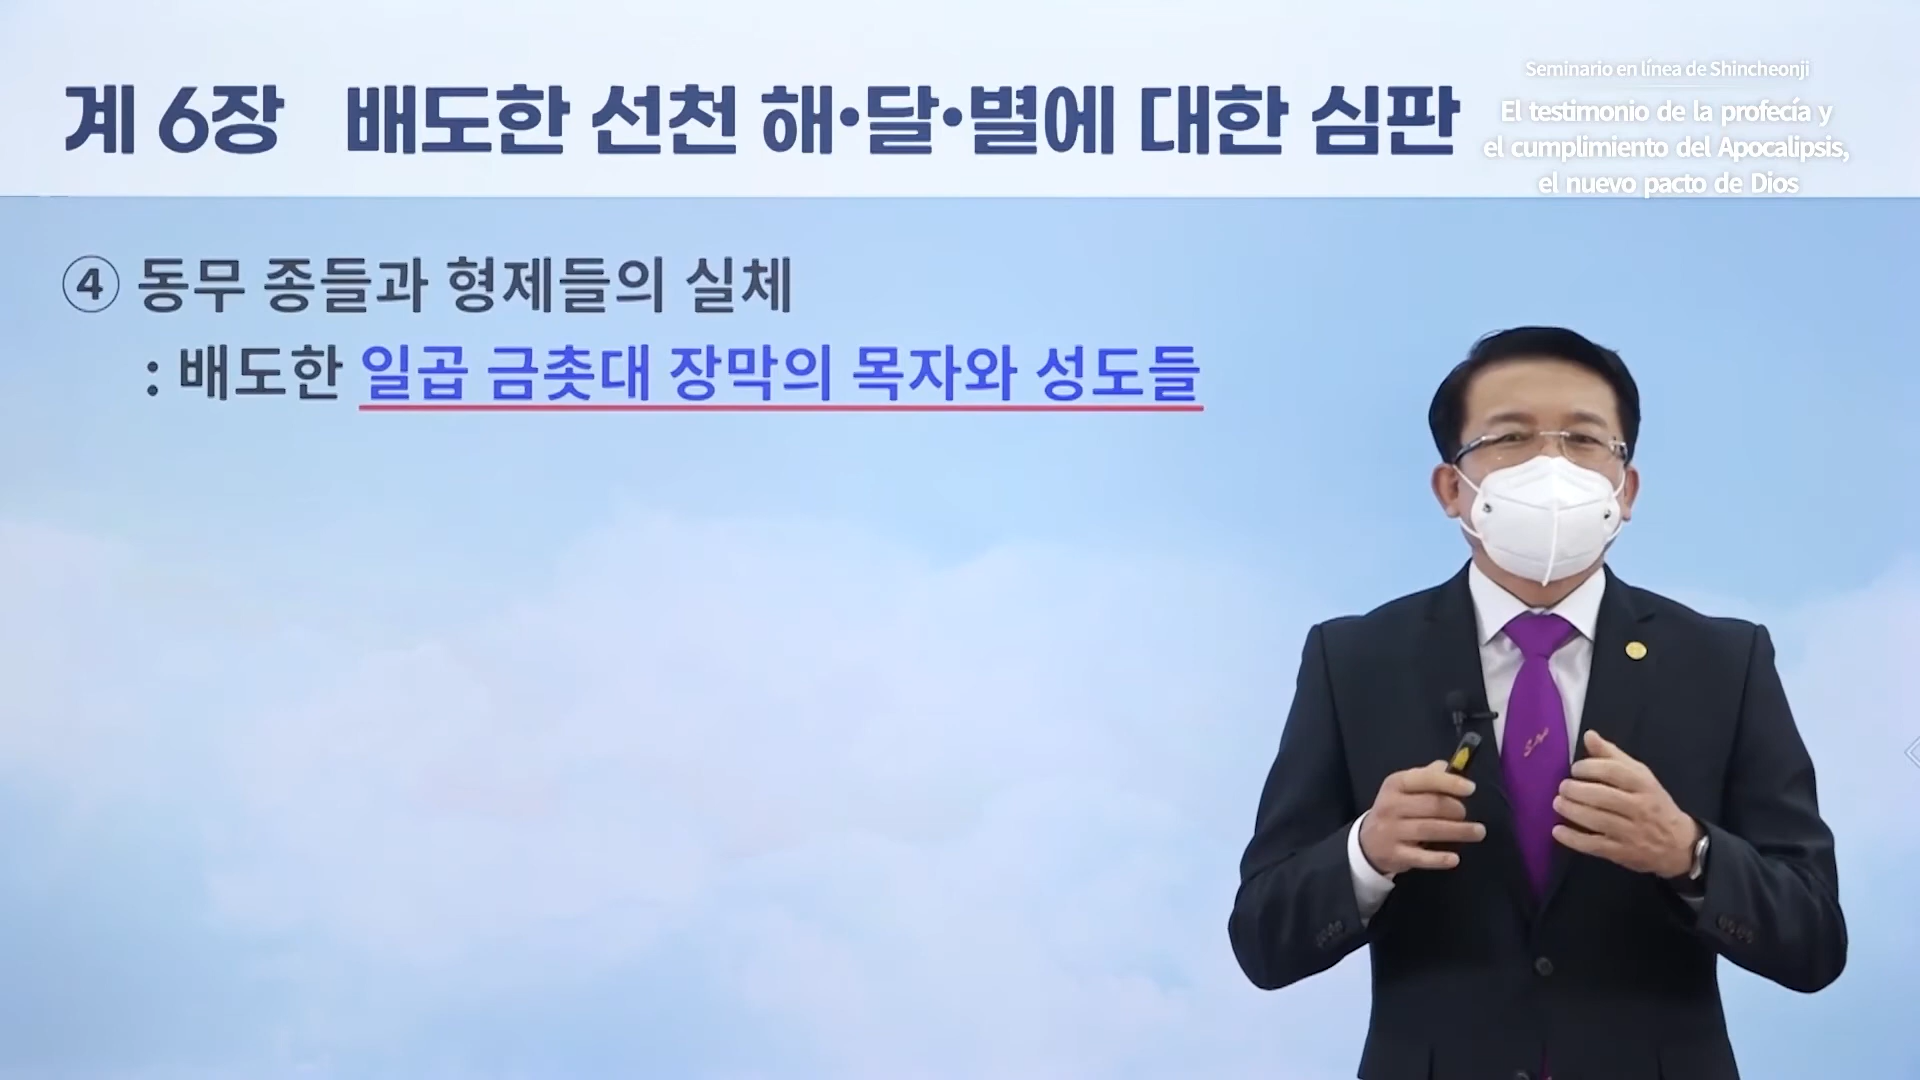 계 6장 배도한 선천 해•달•별에 대한 심판
Seminario en línea de Shincheonji
El testimonio de la profecía y
el cumplimiento del Apocalipsis,
el nuevo pacto de Dios
④ 동무 종들과 형제들의 실체
: 배도한 일곱 금촛대 장막의 목자와 성도들